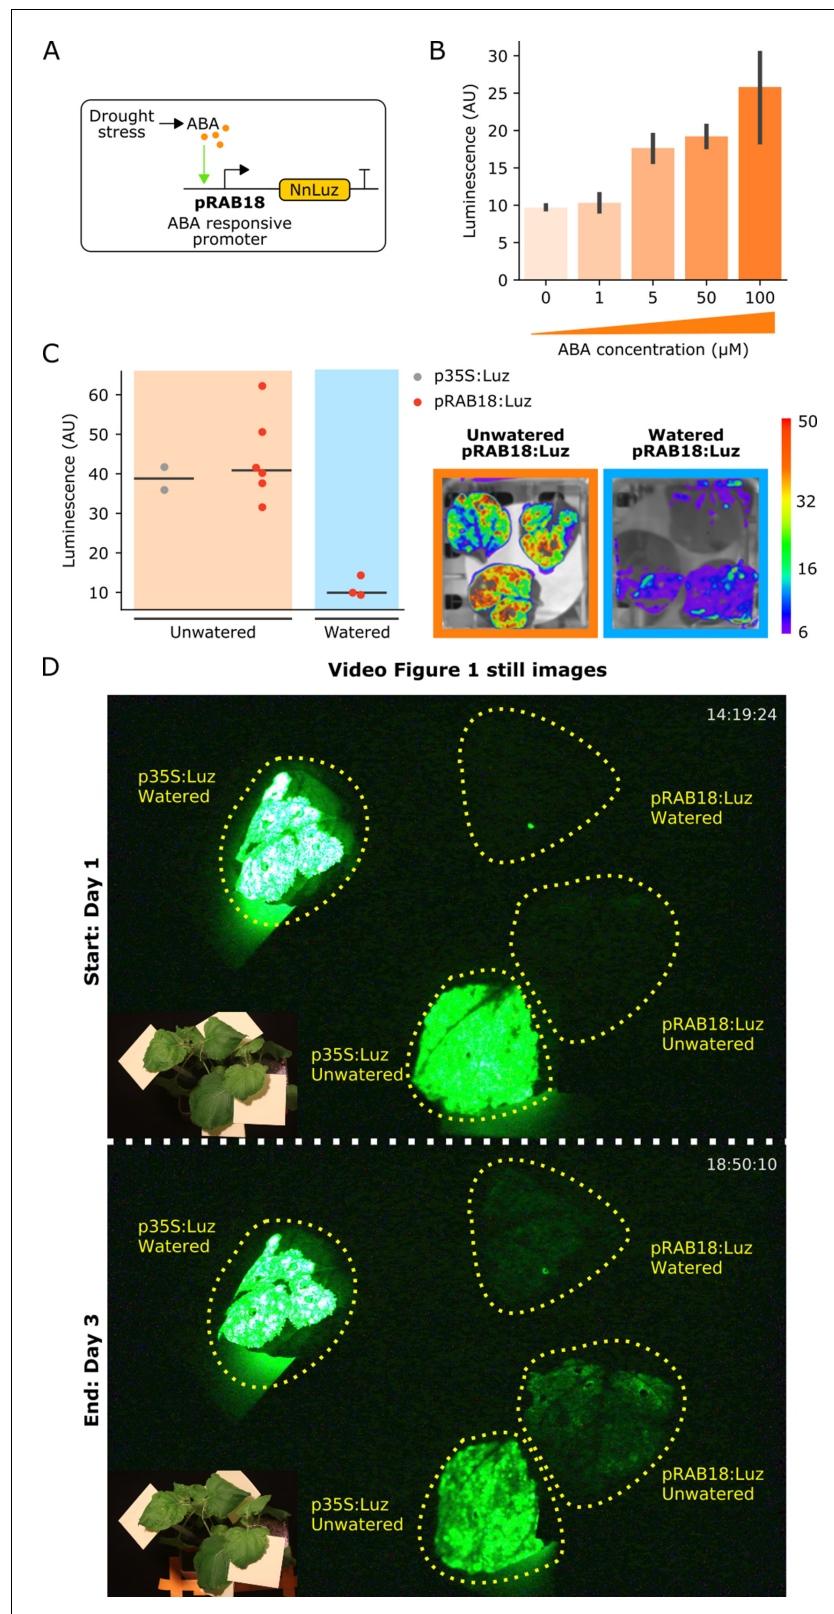 A
Drought
stress
ABA
NnLuz
pRAB18
ABA responsive
promoter
B
Luminescence (AU)
30
25
20
15
10
5
0
0 1 5 50 100
ABA concentration (µM)
C
Luminescence (AU)
60
50
40
30
20
10
Unwatered Watered
p35S:Luz
pRAB18:Luz
Unwatered
pRAB18:Luz
Watered
pRAB18:Luz
50
32
16
6
D
Video Figure 1 still images
Start: Day 1
14:19:24
p35S:Luz
Watered
pRAB18:Luz
Watered
pRAB18:Luz
Unwatered
p35S:Luz
Unwatered
End: Day 3
18:50:10
p35S:Luz
Watered
pRAB18:Luz
Watered
pRAB18:Luz
Unwatered
p35S:Luz
Unwatered